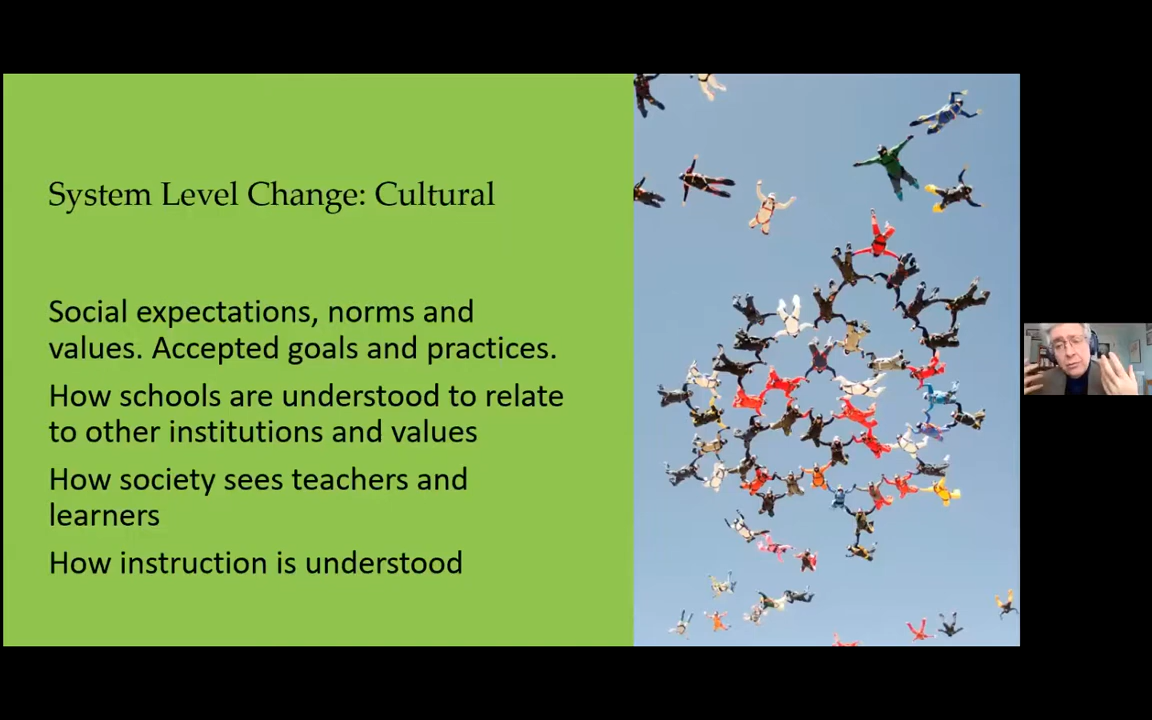 System Level Change: Cultural
Social expectations, norms and
values. Accepted goals and practices.
How schools are understood to relate
to other institutions and values
How society sees teachers and
learners
How instruction is understood